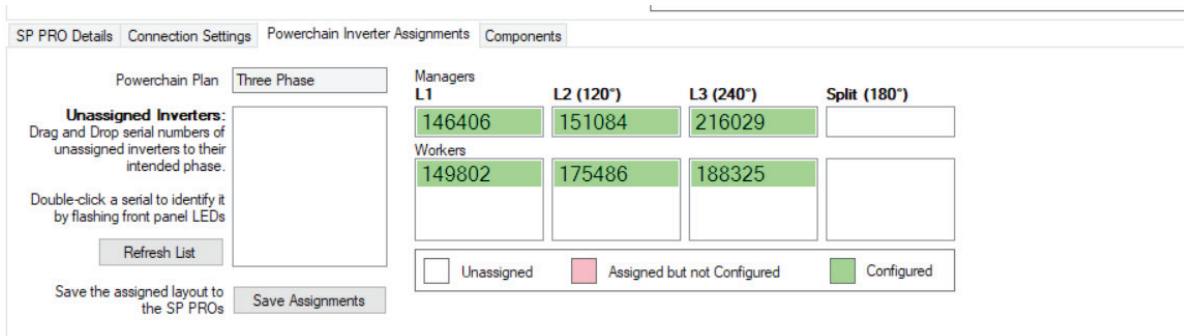 SP PRO Details Connection Settings Powerchain Inverter Assignments Components
Powerchain Plan Three Phase
Unassigned Inverters:
Drag and Drop serial numbers of
unassigned inverters to their
intended phase.
Double-click a serial to identify it
by flashing front panel LEDs
Refresh List
Save the assigned layout to
the SP PROs
Save Assignments
Managers
L1 L2 (120°) L3 (240°) Split (180°)
146406 151084 216029
Workers
149802 175486 188325
Unassigned Assigned but not Configured Configured